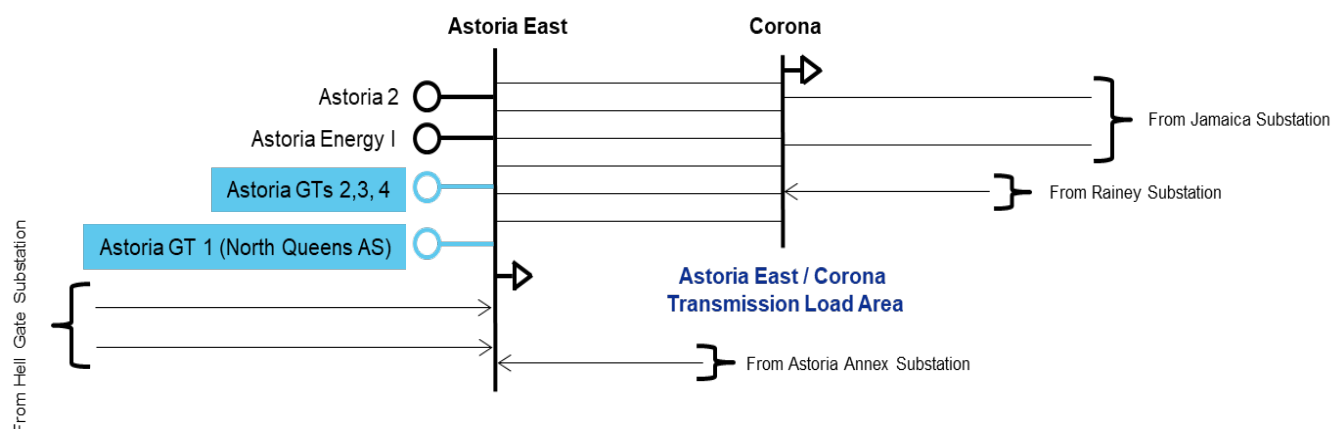 Astoria East
Corona
Astoria 2
Astoria Energy I
Astoria GTs 2,3, 4
Astoria GT 1 (North Queens AS)
From Jamaica Substation
From Rainey Substation
Astoria East / Corona
Transmission Load Area
From Hell Gate Substation
From Astoria Annex Substation